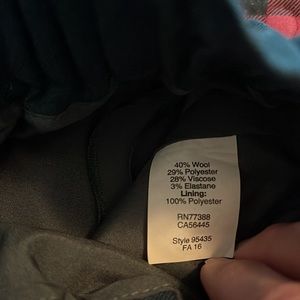 40% Wool
29% Polyester
28% Viscose
3% Elastane
Lining:
100% Polyester
RN77388
CA56445
Style 95435
FA 16